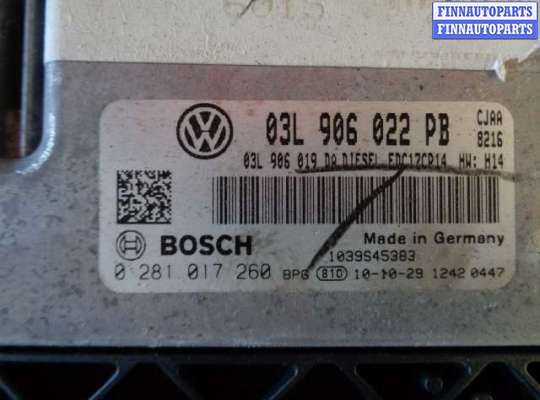 FINNAUTOPARTS
FINNAUTOPARTS
03L 906 022 PB CJAA
8216
03L 906 019 DA DIESEL EDC17CP14 HW: H14
BOSCH
Made in Germany
1039S45383
0 281 017 260 BPG 81D 10-10-29 1242 0447